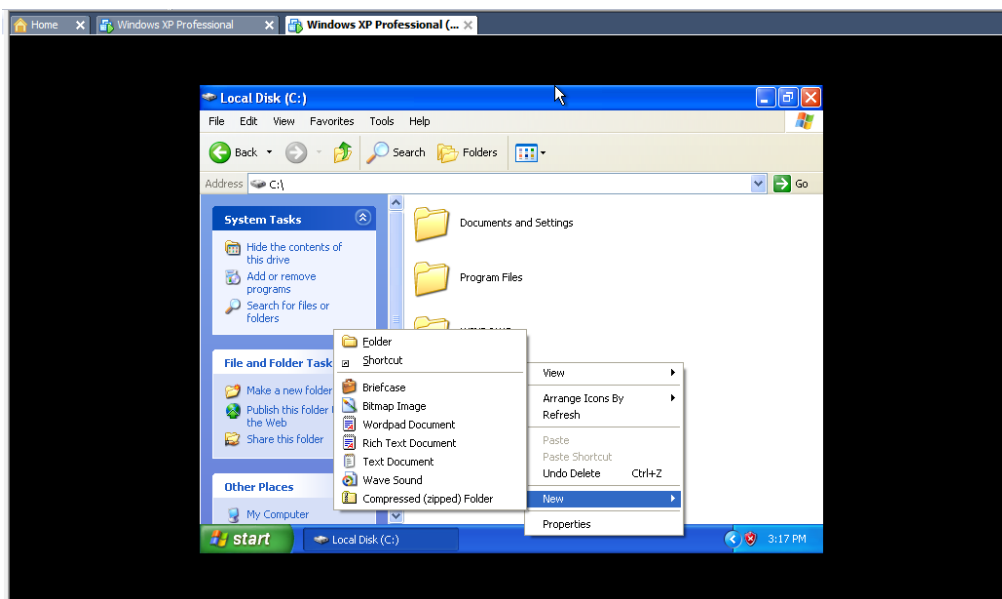 Home
Windows XP Professional
Windows XP Professional (...
Local Disk (C:)
File Edit View Favorites Tools Help
Back Search Folders
Address C:\ Go
System Tasks
Hide the contents of
this drive
Add or remove
programs
Search for files or
folders
File and Folder Task
Make a new folder
Publish this folder
the Web
Share this folder
Other Places
My Computer
Documents and Settings
Program Files
Folder
Shortcut
Briefcase
Bitmap Image
Wordpad Document
Rich Text Document
Text Document
Wave Sound
Compressed (zipped) Folder
View
Arrange Icons By
Refresh
Paste
Paste Shortcut
Undo Delete Ctrl+Z
New
Properties
start
Local Disk (C:)
3:17 PM